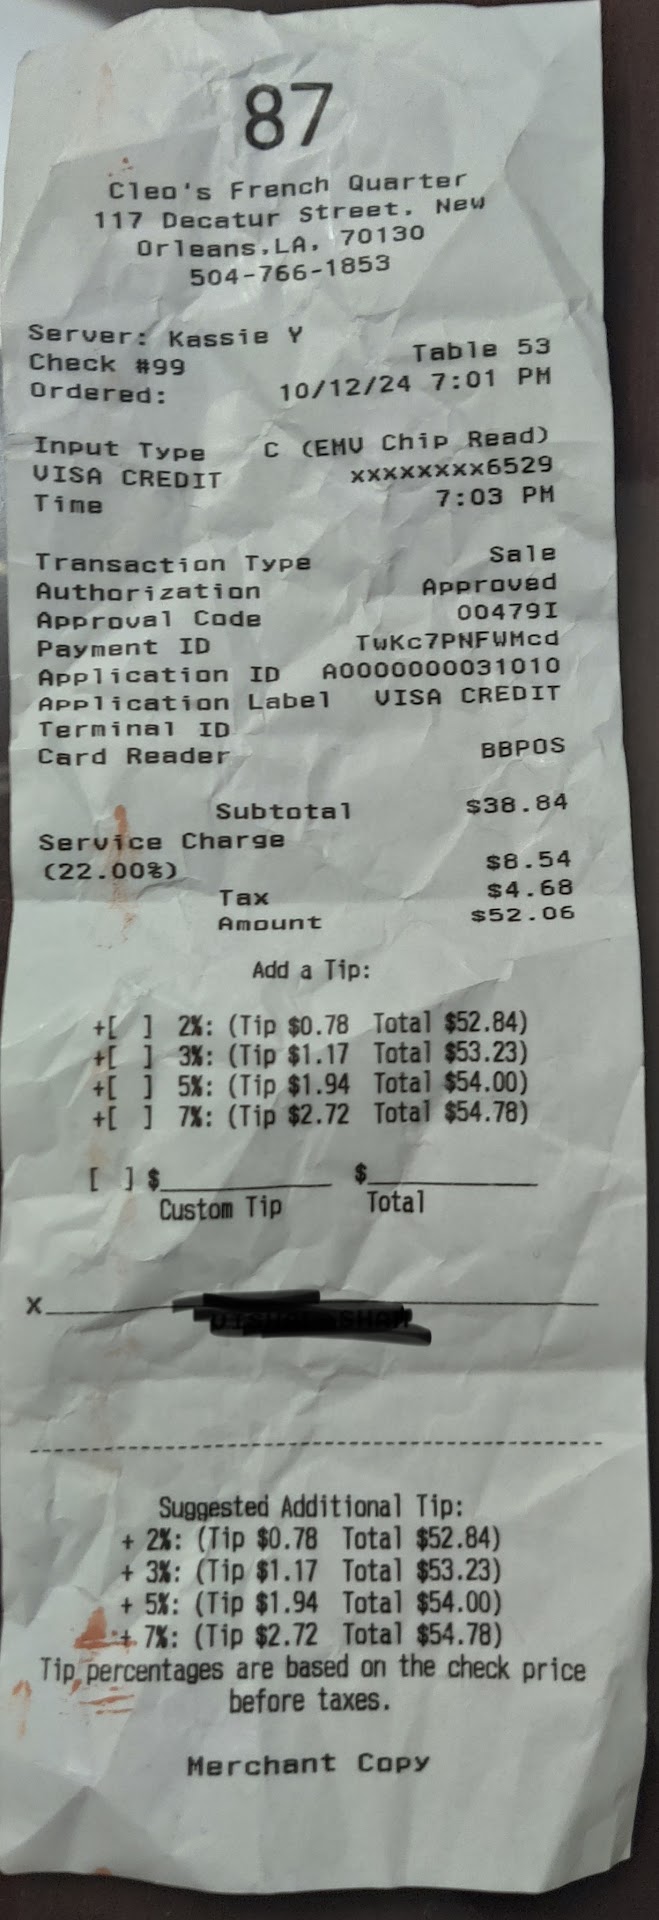 87
Cleo's French Quarter
117 Decatur Street, New
Orleans,LA, 70130
504-766-1853
Server: Kassie Y
Check #99 Table 53
Ordered: 10/12/24 7:01 PM
Input Type C (EMV Chip Read)
VISA CREDIT xxxxxxxx6529
Time 7:03 PM
Transaction Type Sale
Authorization Approved
Approval Code 00479I
Payment ID TwKc7PNFWMcd
Application ID A0000000031010
Application Label VISA CREDIT
Terminal ID
Card Reader BBPOS
Subtotal $38.84
Service Charge
(22.00%) $8.54
Tax $4.68
Amount $52.06
Add a Tip:
+[ ] 2%: (Tip $0.78 Total $52.84)
+[ ] 3%: (Tip $1.17 Total $53.23)
+[ ] 5%: (Tip $1.94 Total $54.00)
+[ ] 7%: (Tip $2.72 Total $54.78)
[ ] $____________ $____________
Custom Tip Total
X____________
Suggested Additional Tip:
+ 2%: (Tip $0.78 Total $52.84)
+ 3%: (Tip $1.17 Total $53.23)
+ 5%: (Tip $1.94 Total $54.00)
+ 7%: (Tip $2.72 Total $54.78)
Tip percentages are based on the check price
before taxes.
Merchant Copy